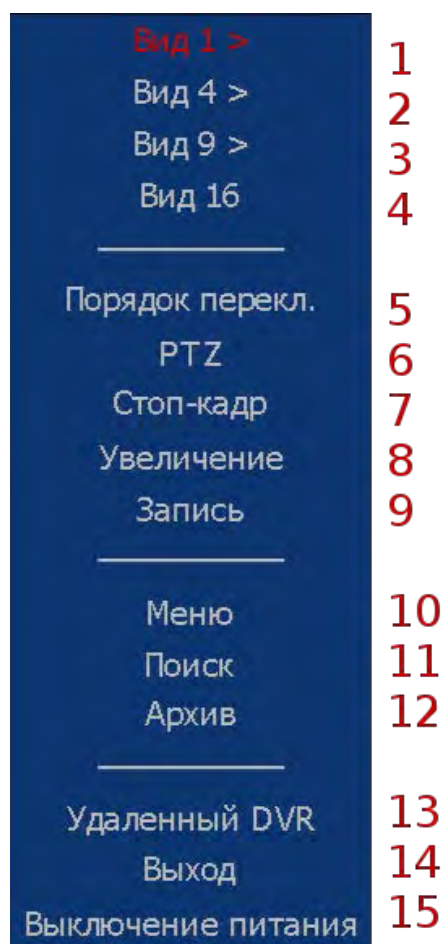 Вид 1 > 1
Вид 4 > 2
Вид 9 > 3
Вид 16 4
Порядок перекл. 5
PTZ 6
Стоп-кадр 7
Увеличение 8
Запись 9
Меню 10
Поиск 11
Архив 12
Удаленный DVR 13
Выход 14
Выключение питания 15